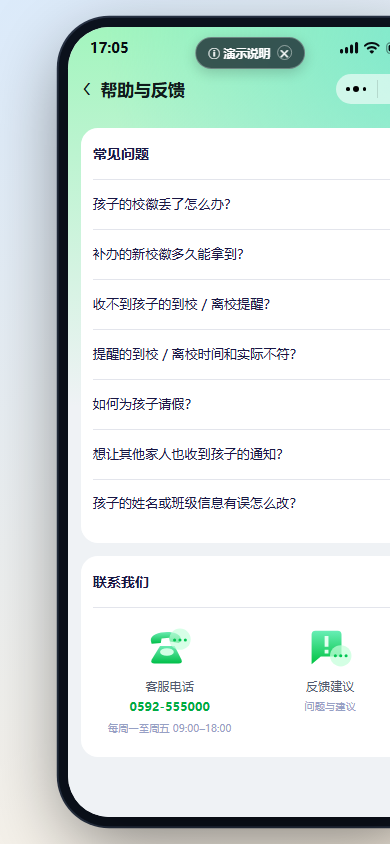 17:05
演示说明
帮助与反馈
常见问题
孩子的校徽丢了怎么办?
补办的新校徽多久能拿到?
收不到孩子的到校 / 离校提醒?
提醒的到校 / 离校时间和实际不符?
如何为孩子请假?
想让其他家人也收到孩子的通知?
孩子的姓名或班级信息有误怎么改?
联系我们
客服电话
反馈建议
0592-555000
问题与建议
每周一至周五 09:00–18:00